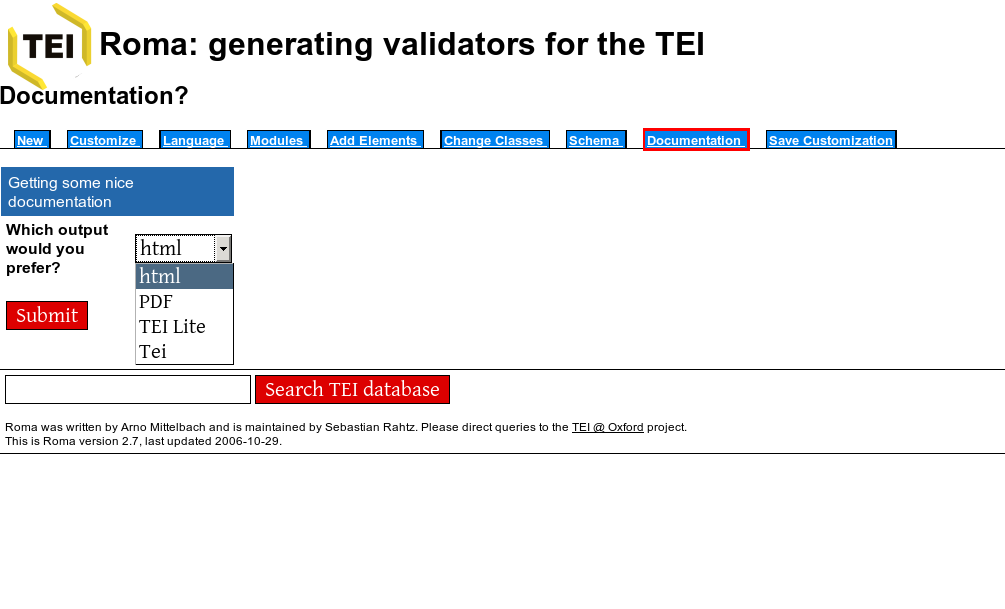 TEI
Roma: generating validators for the TEI
Documentation?
New Customize Language Modules Add Elements Change Classes Schema Documentation Save Customization
Getting some nice
documentation
Which output
would you
prefer?
html
html
PDF
TEI Lite
Tei
Submit
Search TEI database
Roma was written by Arno Mittelbach and is maintained by Sebastian Rahtz. Please direct queries to the TEI @ Oxford project.
This is Roma version 2.7, last updated 2006-10-29.